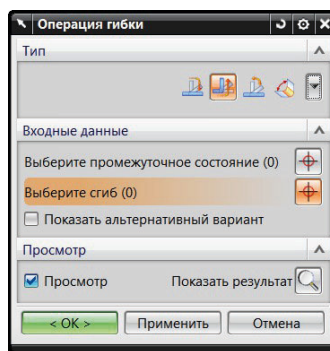 Операция гибки
Тип
Входные данные
Выберите промежуточное состояние (0)
Выберите сгиб (0)
Показать альтернативный вариант
Просмотр
Просмотр Показать результат
< OK > Применить Отмена